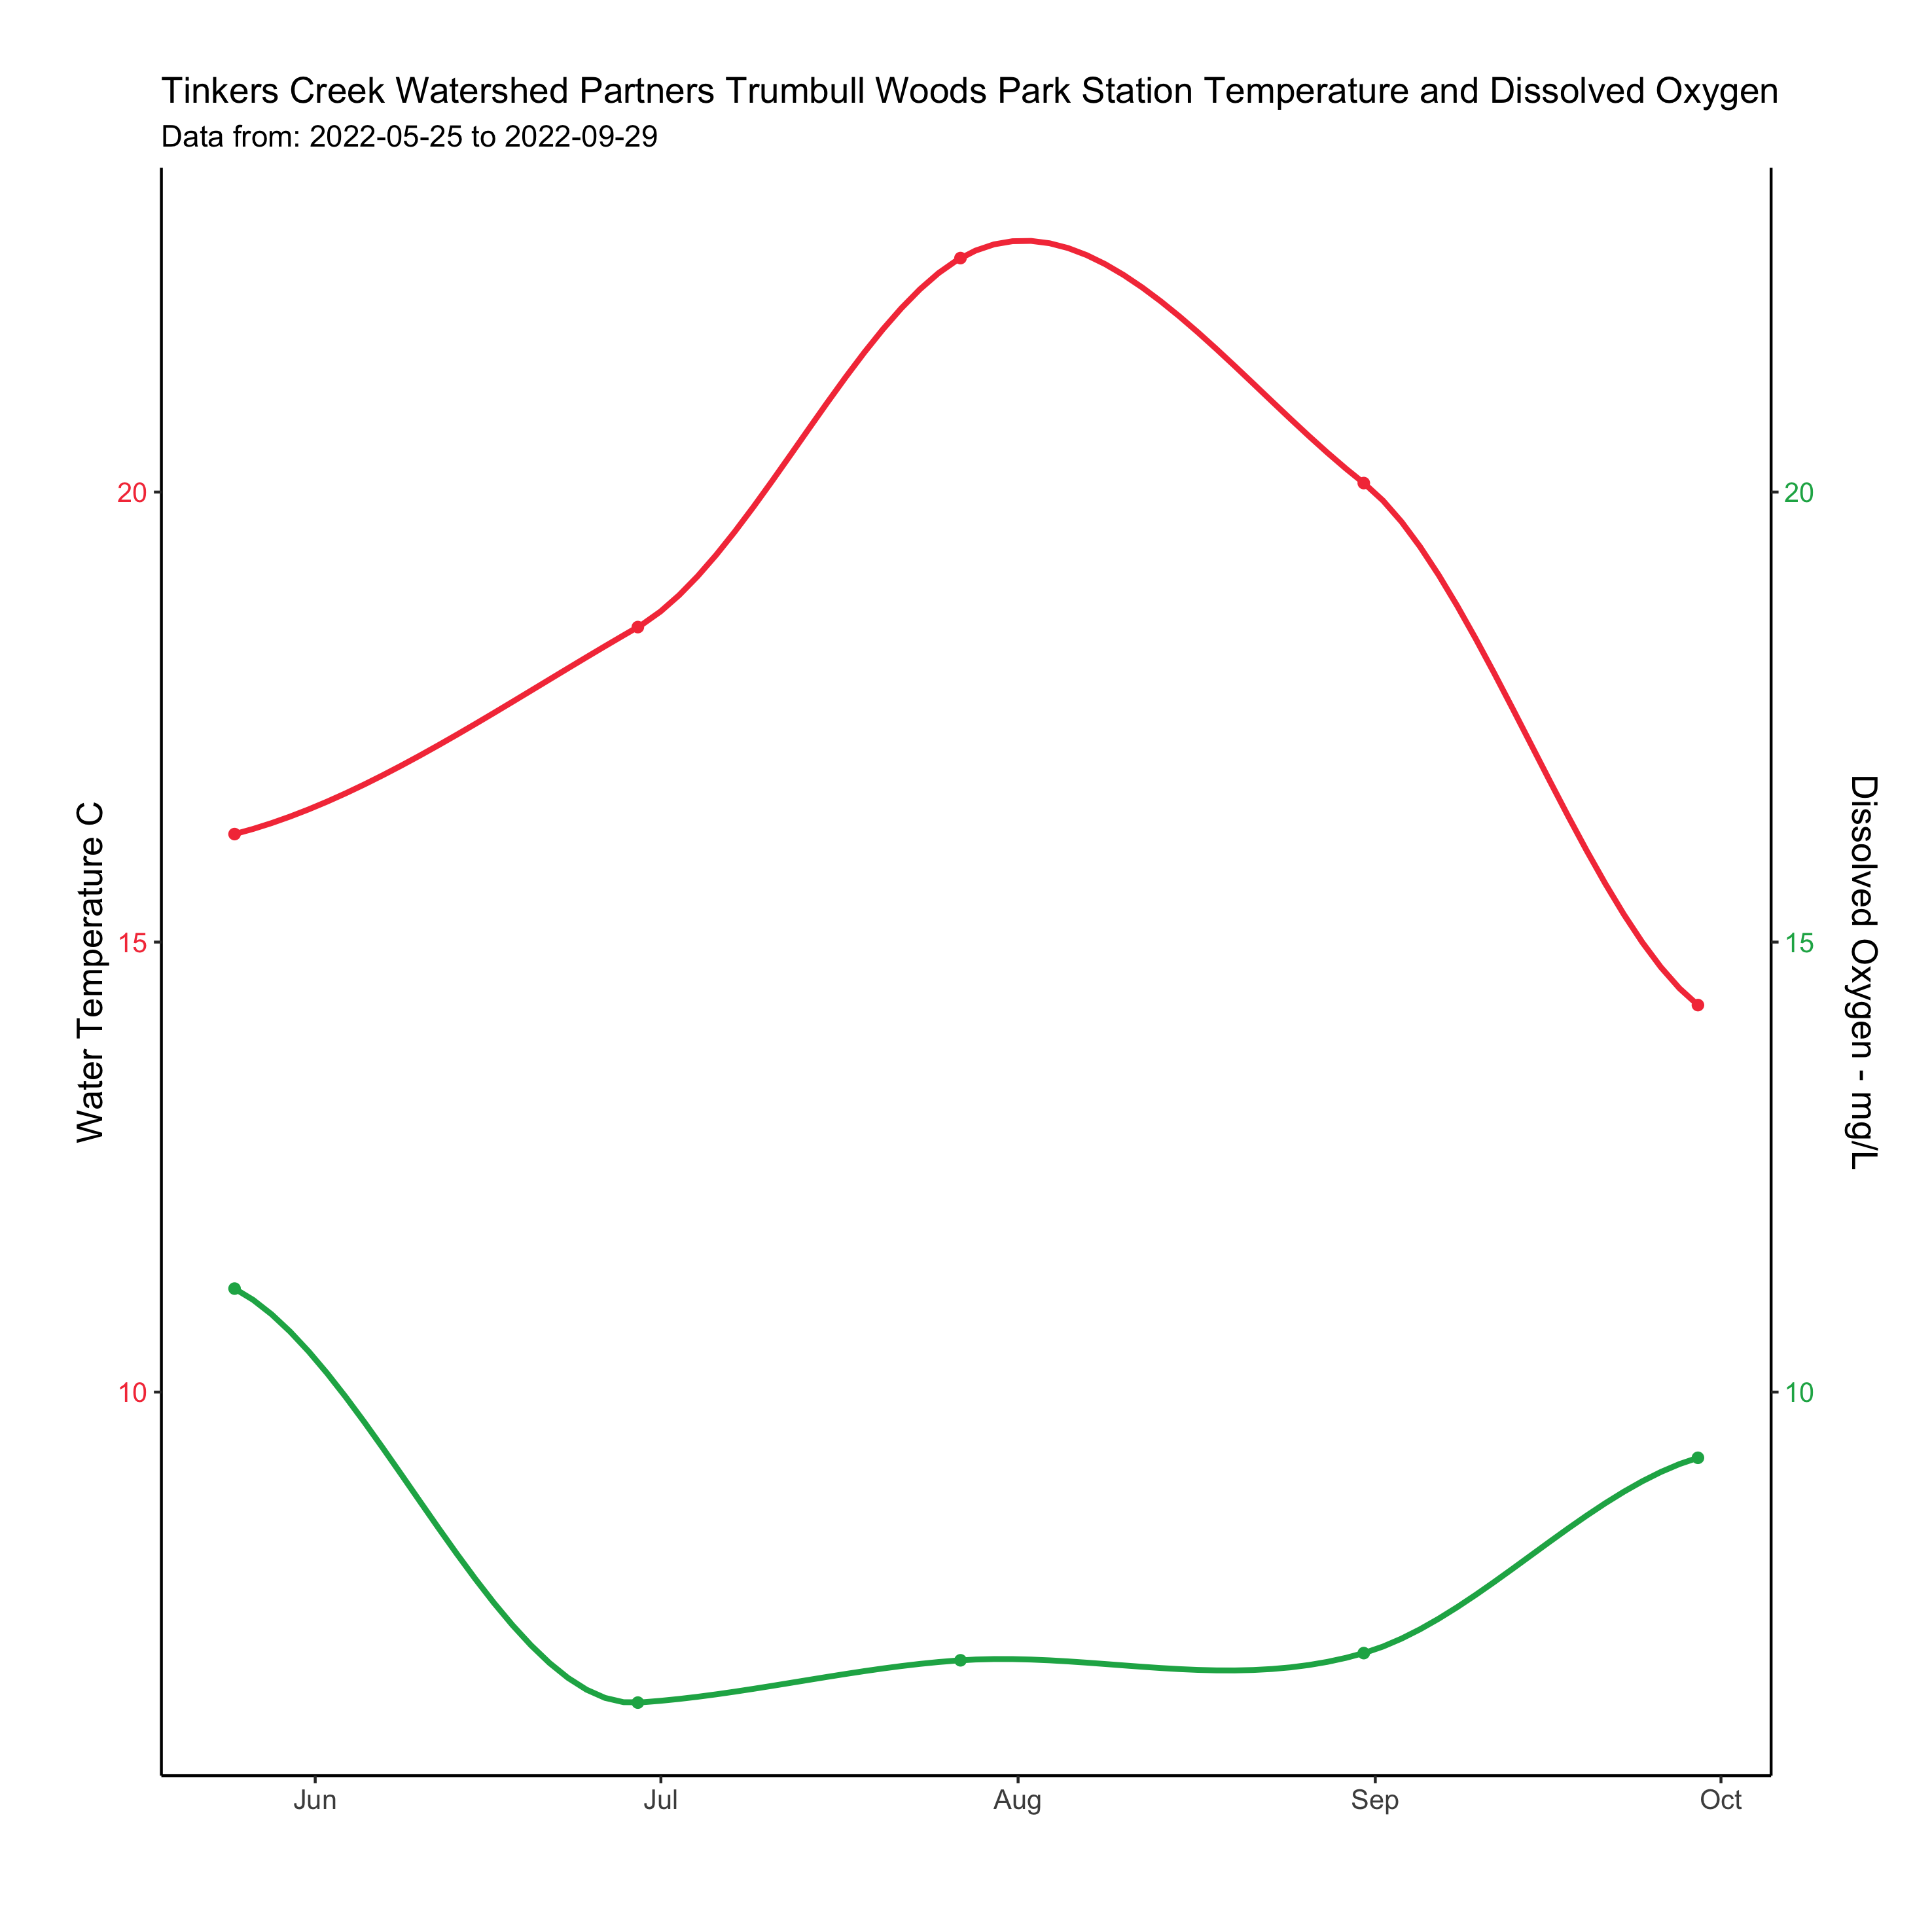 Tinkers Creek Watershed Partners Trumbull Woods Park Station Temperature and Dissolved Oxygen
Data from: 2022-05-25 to 2022-09-29
Water Temperature C
20
15
10
20
15
10
Dissolved Oxygen - mg/L
Jun
Jul
Aug
Sep
Oct